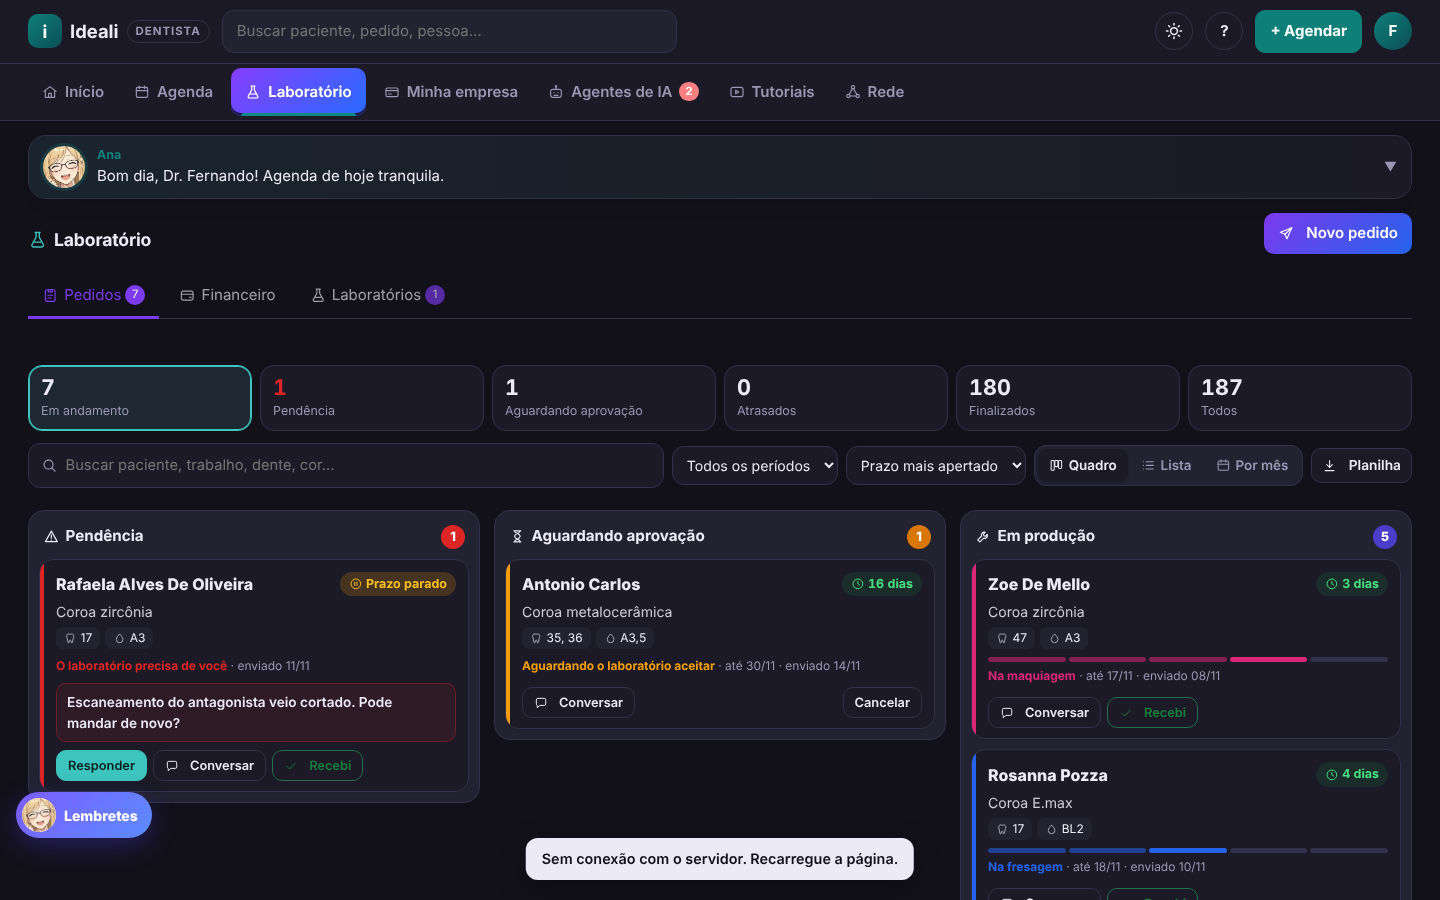 i Ideali DENTISTA Buscar paciente, pedido, pessoa... ? + Agendar F
Início Agenda Laboratório Minha empresa Agentes de IA 2 Tutoriais Rede
Ana
Bom dia, Dr. Fernando! Agenda de hoje tranquila.
Laboratório Novo pedido
Pedidos 7 Financeiro Laboratórios 1
7 1 1 0 180 187
Em andamento Pendência Aguardando aprovação Atrasados Finalizados Todos
Buscar paciente, trabalho, dente, cor... Todos os períodos Prazo mais apertado Quadro Lista Por mês Planilha
Pendência 1
Rafaela Alves De Oliveira Prazo parado
Coroa zircônia
17 A3
O laboratório precisa de você · enviado 11/11
Escaneamento do antagonista veio cortado. Pode
mandar de novo?
Responder Conversar Recebi
Aguardando aprovação 1
Antonio Carlos 16 dias
Coroa metalocerâmica
35, 36 A3,5
Aguardando o laboratório aceitar · até 30/11 · enviado 14/11
Conversar Cancelar
Em produção 5
Zoe De Mello 3 dias
Coroa zircônia
47 A3
Na maquiagem · até 17/11 · enviado 08/11
Conversar Recebi
Rosanna Pozza 4 dias
Coroa E.max
17 BL2
Na fresagem · até 18/11 · enviado 10/11
Lembretes
Sem conexão com o servidor. Recarregue a página.